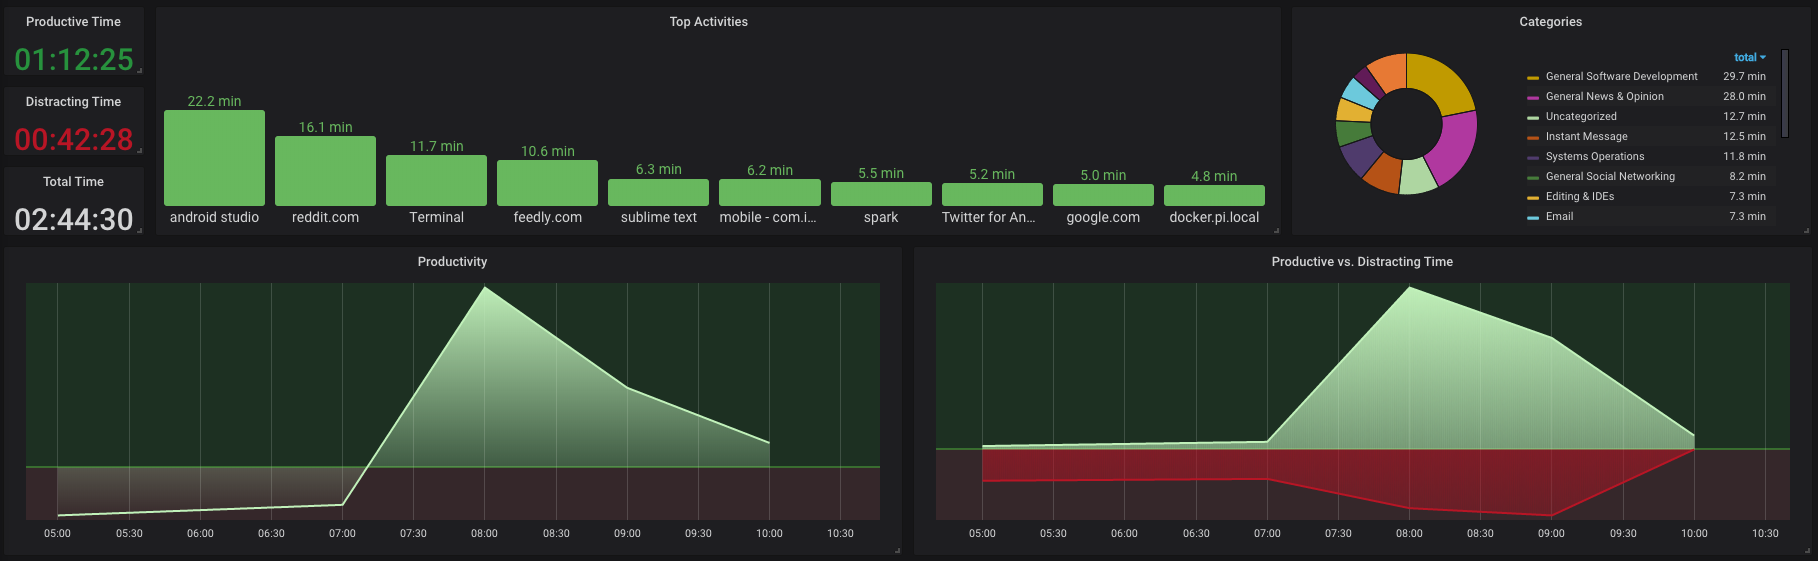 Productive Time
01:12:25
Distracting Time
00:42:28
Total Time
02:44:30
Top Activities
22.2 min
16.1 min
11.7 min
10.6 min
6.3 min
6.2 min
5.5 min
5.2 min
5.0 min
4.8 min
android studio
reddit.com
Terminal
feedly.com
sublime text
mobile - com.i...
spark
Twitter for An...
google.com
docker.pi.local
Categories
total
General Software Development 29.7 min
General News & Opinion 28.0 min
Uncategorized 12.7 min
Instant Message 12.5 min
Systems Operations 11.8 min
General Social Networking 8.2 min
Editing & IDEs 7.3 min
Email 7.3 min
Productivity
05:00 05:30 06:00 06:30 07:00 07:30 08:00 08:30 09:00 09:30 10:00 10:30
Productive vs. Distracting Time
05:00 05:30 06:00 06:30 07:00 07:30 08:00 08:30 09:00 09:30 10:00 10:30